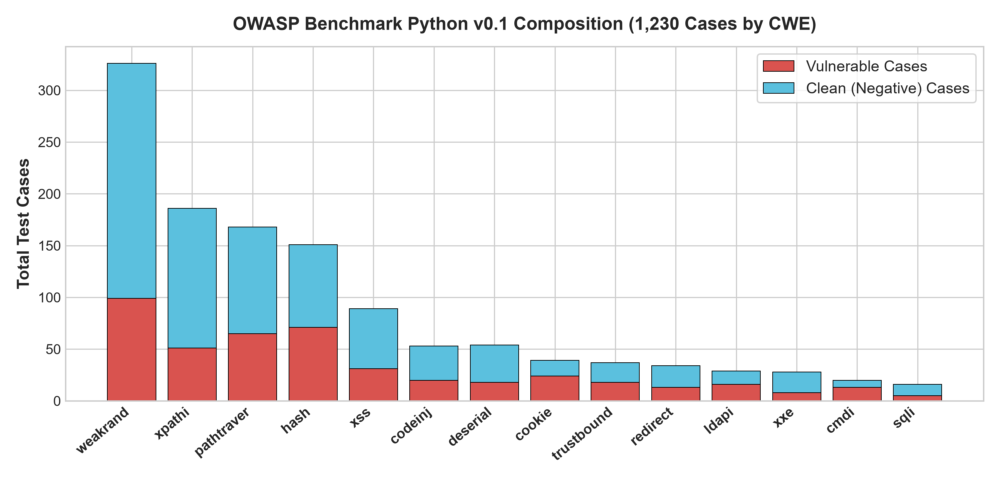 OWASP Benchmark Python v0.1 Composition (1,230 Cases by CWE)
Vulnerable Cases
Clean (Negative) Cases
Total Test Cases
300
250
200
150
100
50
0
weakrand
xpathi
pathtraver
hash
xss
codeinj
deserial
cookie
trustbound
redirect
ldapi
xxe
cmdi
sqli